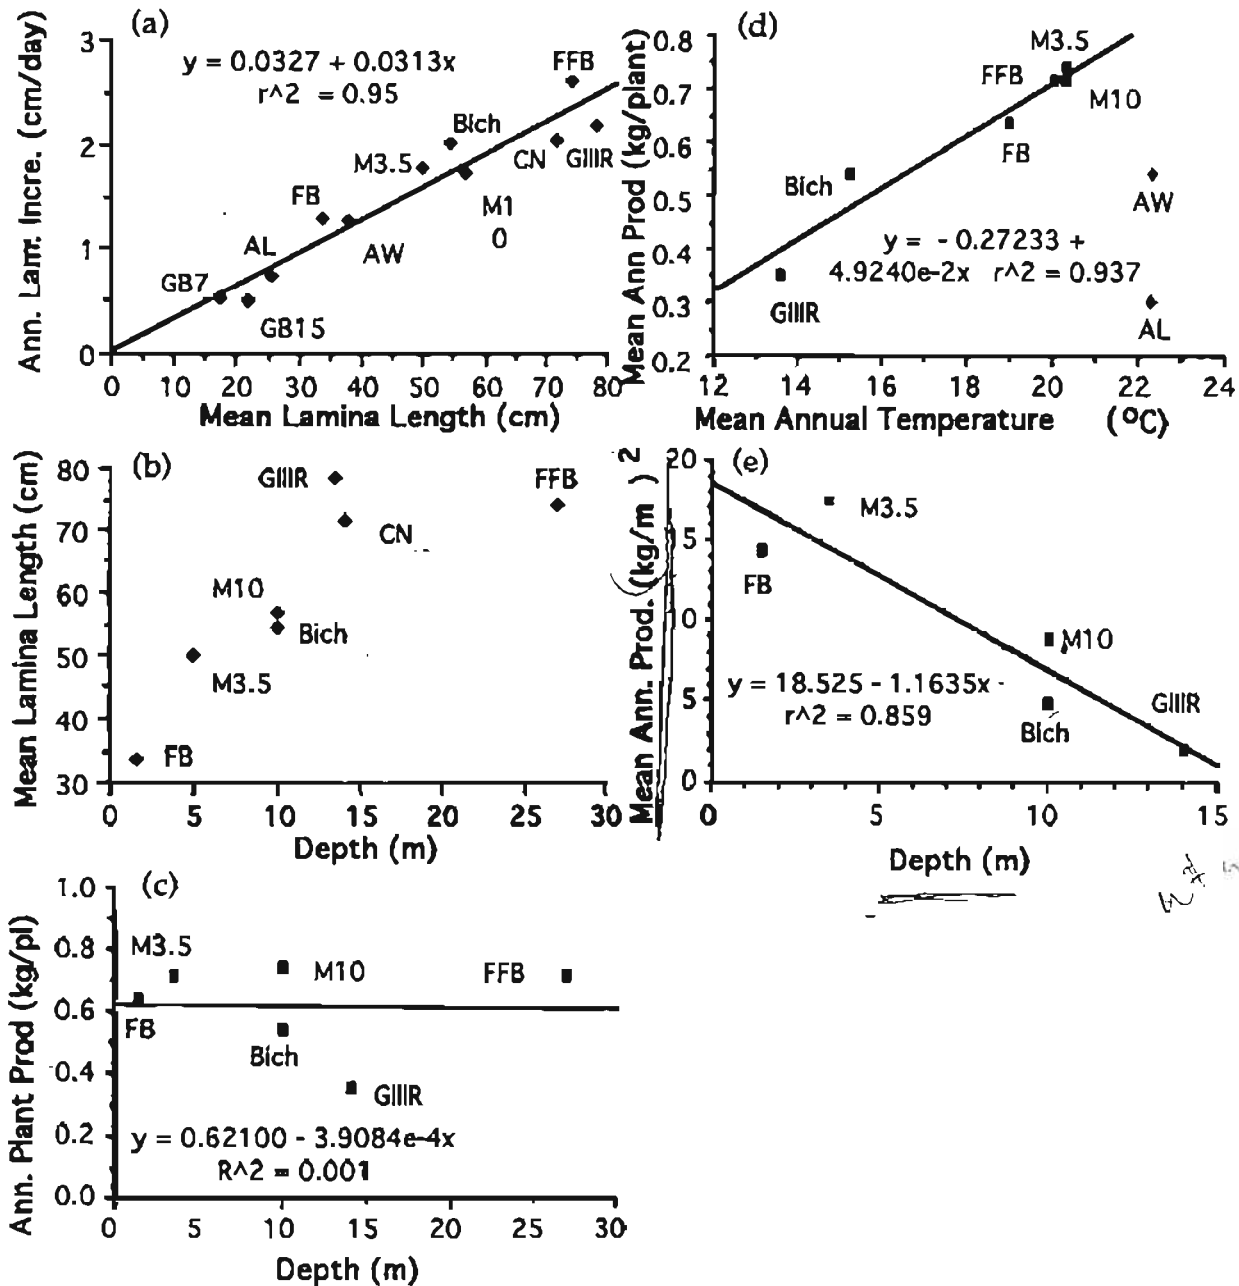 (a)
Ann. Lam. Incre. (cm/day)
3
2
1
0
y = 0.0327 + 0.0313x
r^2 = 0.95
FFB
Bich
M3.5
CN
GIIIR
FB
M1
0
AL
AW
GB7
GB15
0 10 20 30 40 50 60 70 80
Mean Lamina Length (cm)
(d)
Mean Ann Prod (kg/plant)
0.8
0.7
0.6
0.5
0.4
0.3
0.2
M3.5
FFB
M10
FB
Bich
AW
y = - 0.27233 +
4.9240e-2x r^2 = 0.937
GIIIR
AL
12 14 16 18 20 22 24
Mean Annual Temperature (°C)
(b)
Mean Lamina Length (cm)
80
70
60
50
40
30
GIIIR
FFB
CN
M10
Bich
M3.5
FB
0 5 10 15 20 25 30
Depth (m)
(e)
Mean Ann. Prod. (kg/m )2
20
5
0
5
0
M3.5
FB
M10
y = 18.525 - 1.1635x
r^2 = 0.859
GIIIR
Bich
0 5 10 15
Depth (m)
(c)
Ann. Plant Prod (kg/pl)
1.0
0.8
0.6
0.4
0.2
0.0
M3.5
M10
FFB
FB
Bich
GIIIR
y = 0.62100 - 3.9084e-4x
R^2 = 0.001
0 5 10 15 20 25 30
Depth (m)